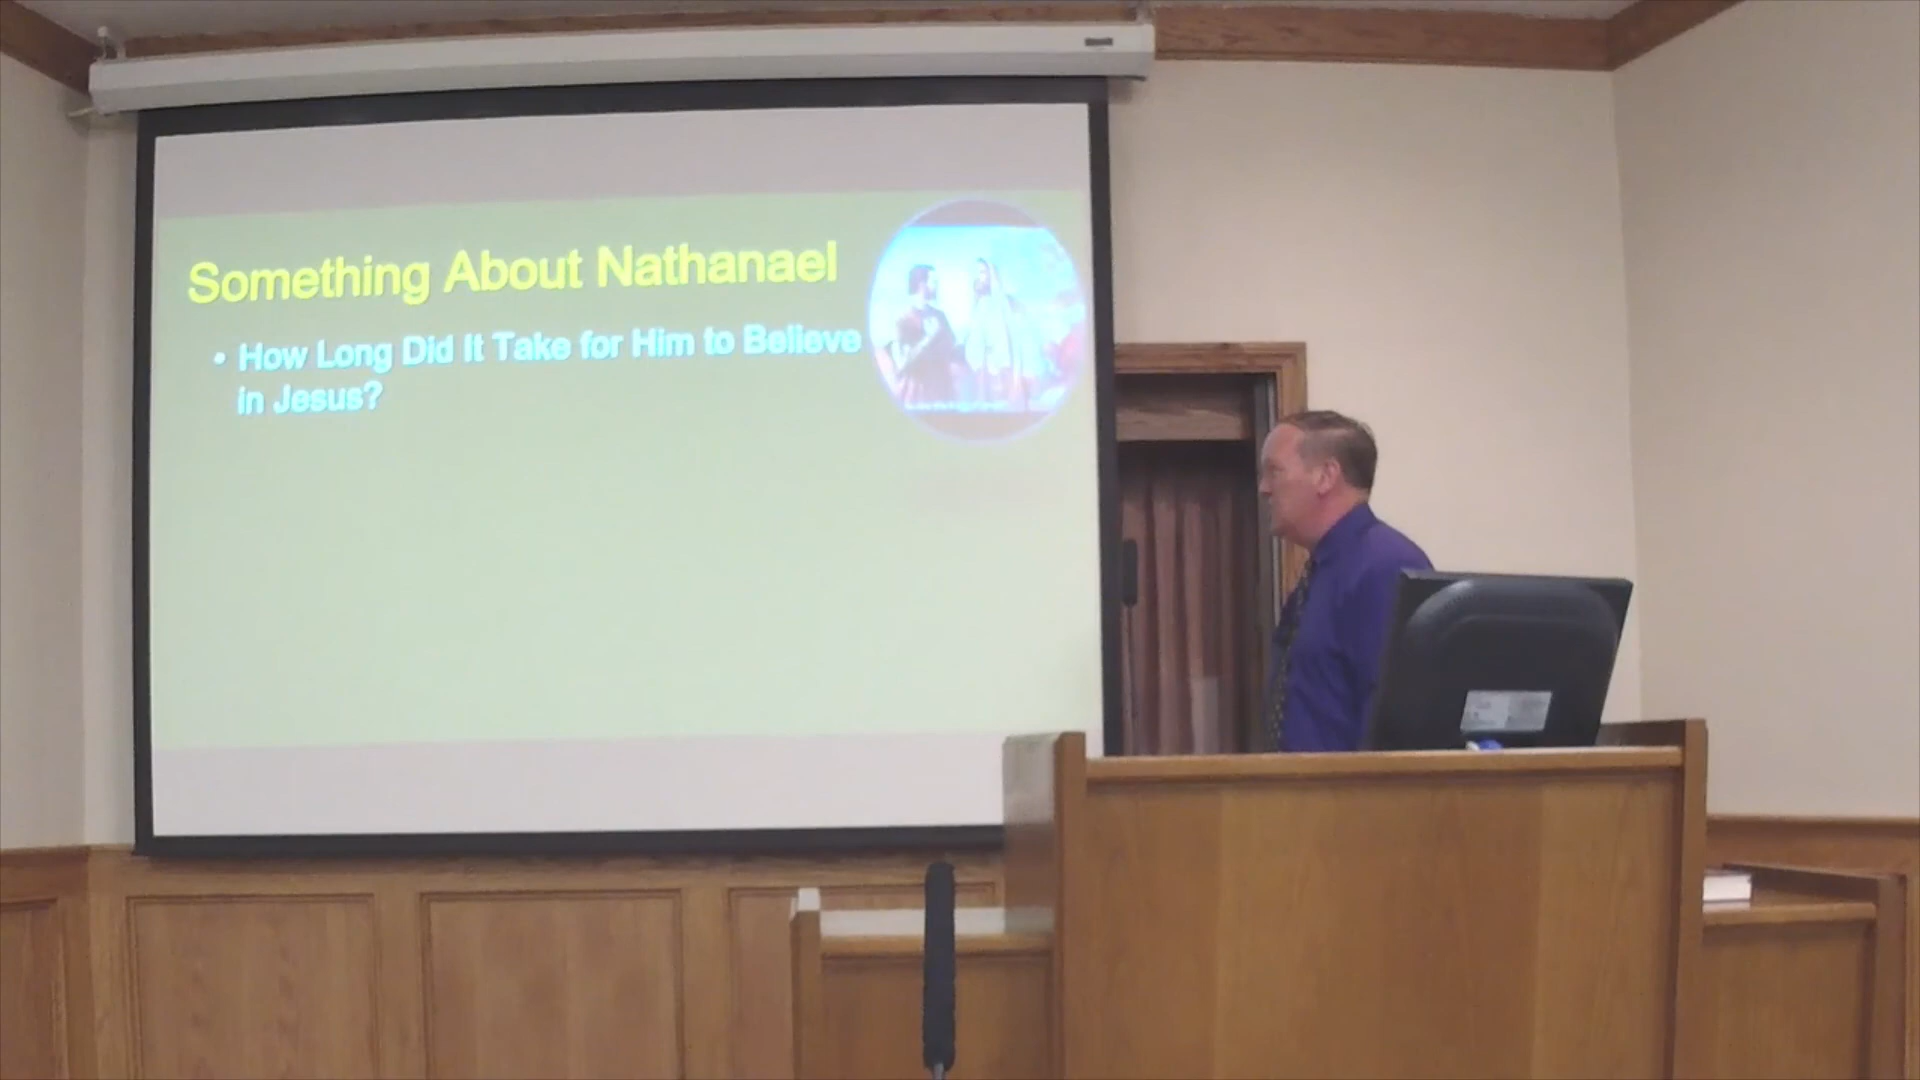 Something About Nathanael
• How Long Did It Take for Him to Believe
in Jesus?